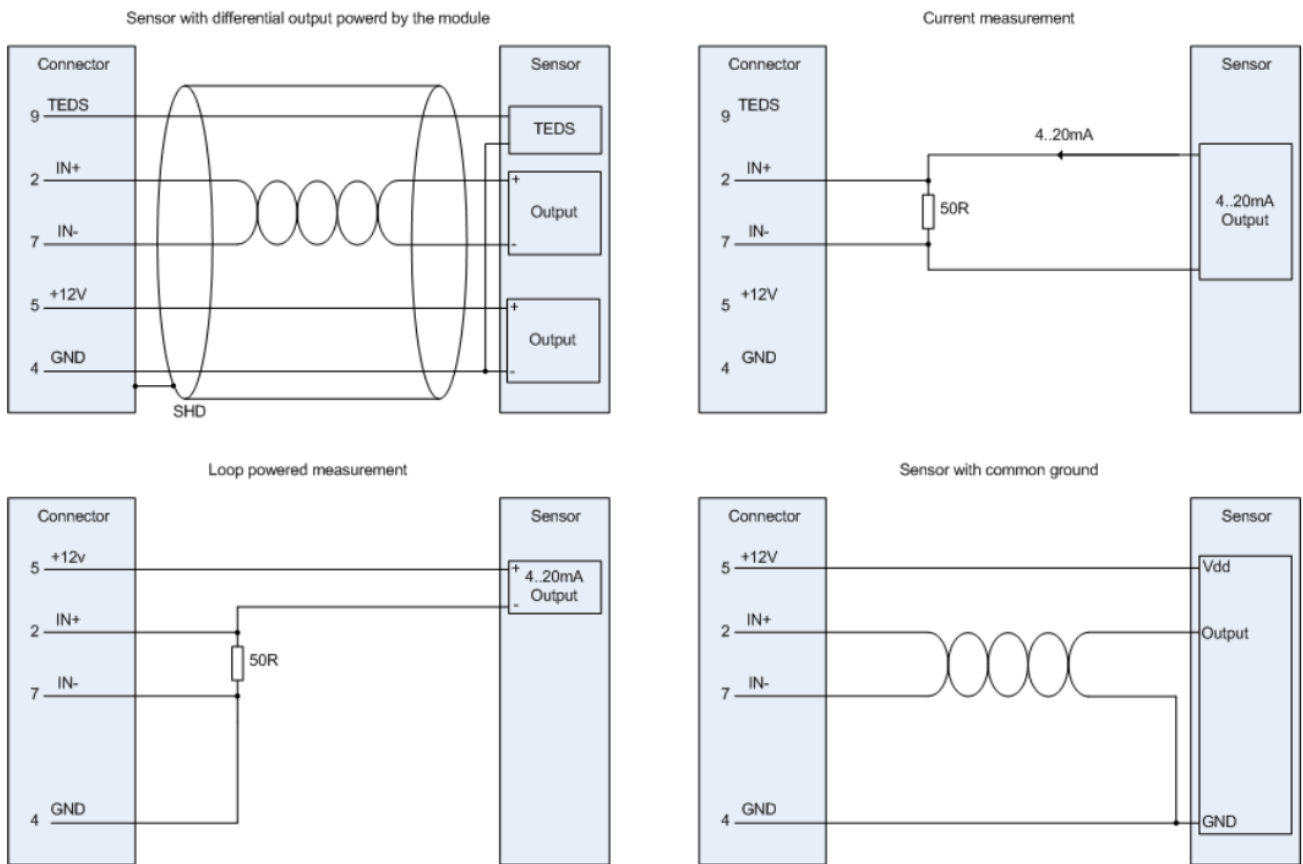 Sensor with differential output powerd by the module
Connector
Sensor
9 TEDS
TEDS
2 IN+
+
Output
7 IN-
-
5 +12V
+
Output
4 GND
-
SHD
Current measurement
Connector
Sensor
9 TEDS
4..20mA
2 IN+
4..20mA
Output
50R
7 IN-
5 +12V
4 GND
Loop powered measurement
Connector
Sensor
5 +12v
+ 4..20mA
- Output
2 IN+
50R
7 IN-
4 GND
Sensor with common ground
Connector
Sensor
5 +12V
Vdd
2 IN+
Output
7 IN-
4 GND
GND